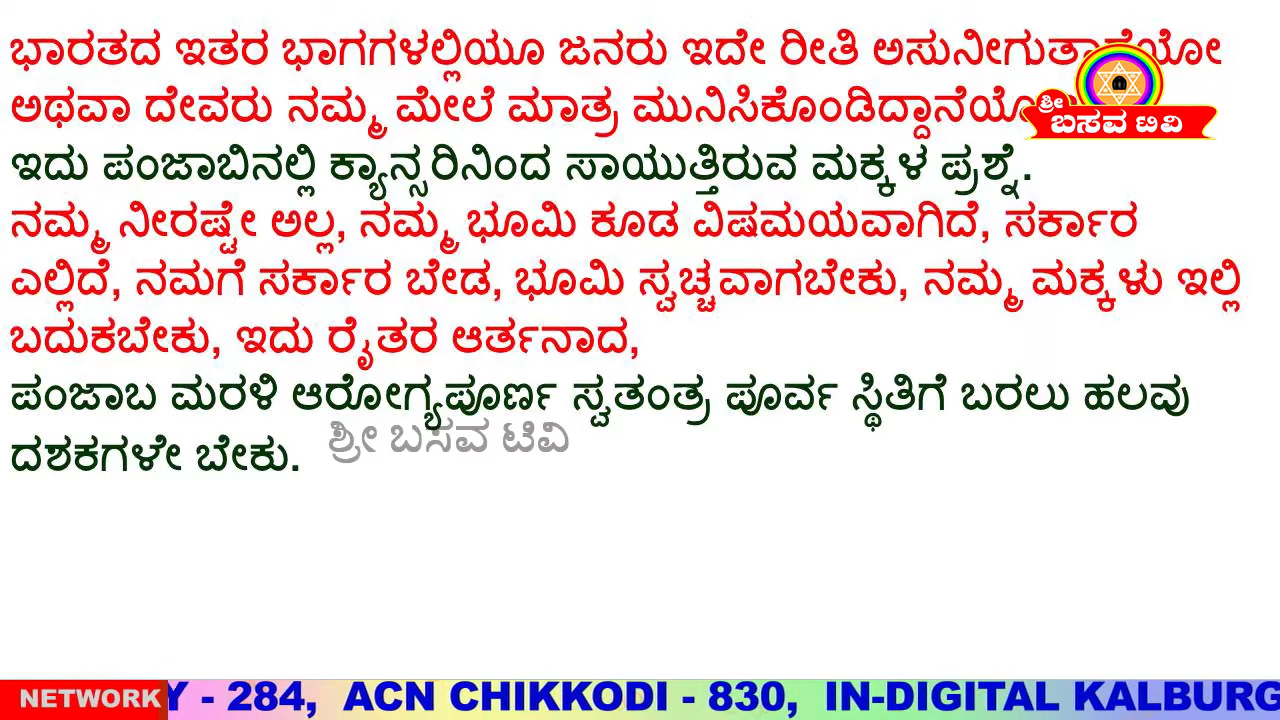 ಭಾರತದ ಇತರ ಭಾಗಗಳಲ್ಲಿಯೂ ಜನರು ಇದೇ ರೀತಿ
ಅಥವಾ ದೇವರು ನಮ್ಮ ಮೇಲೆ ಮಾತ್ರ
ಶ್ರೀ
ಬಸವ ಟಿವಿ
ಇದು ಪಂಜಾಬಿನಲ್ಲಿ ಕ್ಯಾನ್ಸರಿನಿಂದ ಸಾಯುತ್ತಿರುವ ಮಕ್ಕಳ ಪ್ರಶ್ನೆ.
ನಮ್ಮ ನೀರಷ್ಟೇ ಅಲ್ಲ, ನಮ್ಮ ಭೂಮಿ ಕೂಡ ವಿಷಮಯವಾಗಿದೆ, ಸರ್ಕಾರ
ಎಲ್ಲಿದೆ, ನಮಗೆ ಸರ್ಕಾರ ಬೇಡ, ಭೂಮಿ ಸ್ವಚ್ಚವಾಗಬೇಕು, ನಮ್ಮ ಮಕ್ಕಳು ಇಲ್ಲಿ
ಬದುಕಬೇಕು, ಇದು ರೈತರ ಆರ್ತನಾದ,
ಪಂಜಾಬ ಮರಳಿ ಆರೋಗ್ಯಪೂರ್ಣ ಸ್ವತಂತ್ರ ಪೂರ್ವ ಸ್ಥಿತಿಗೆ ಬರಲು ಹಲವು
ದಶಕಗಳೇ ಬೇಕು.
ಶ್ರೀ ಬಸವ ಟಿವಿ
NETWORK Y - 284, ACN CHIKKODI - 830, IN-DIGITAL KALBURG